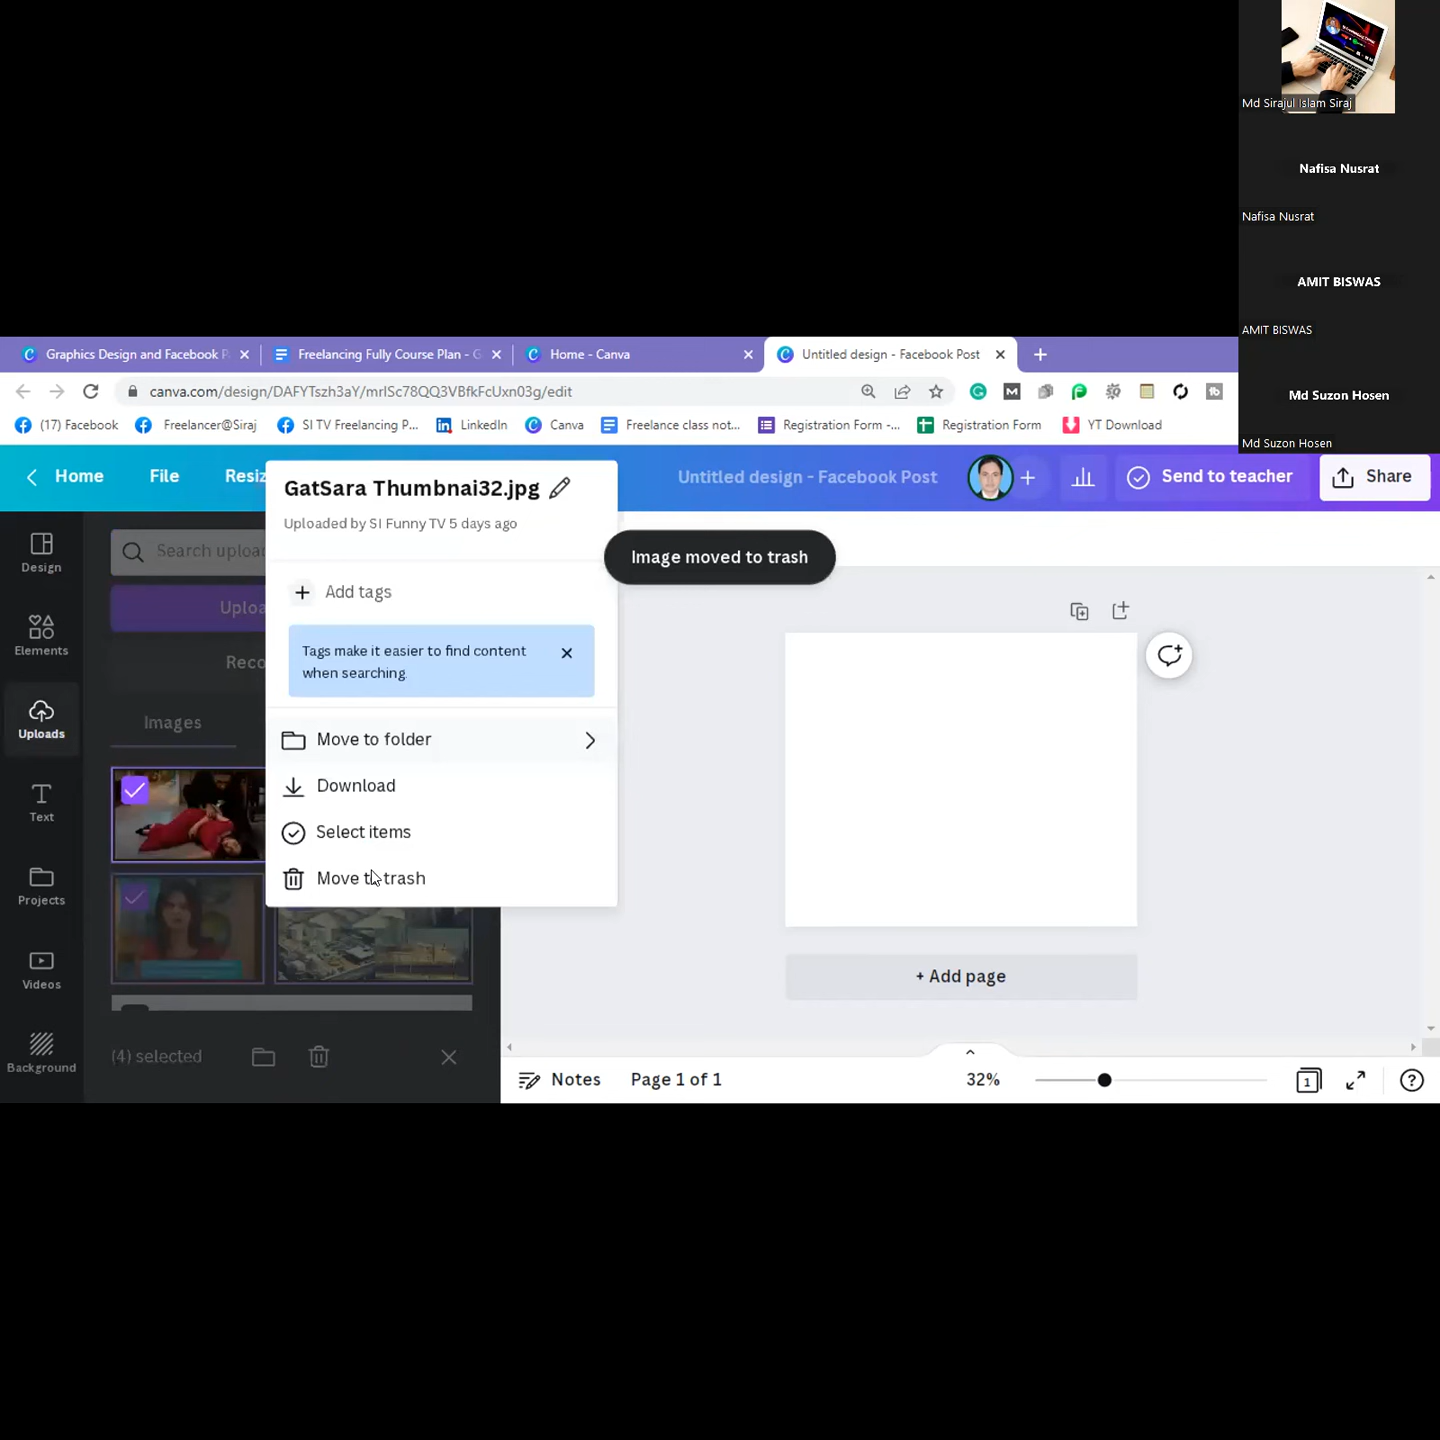 Md Sirajul Islam Siraj
Nafisa Nusrat
Nafisa Nusrat
AMIT BISWAS
AMIT BISWAS
Md Suzon Hosen
Md Suzon Hosen
Graphics Design and Facebook P
Freelancing Fully Course Plan - G
Home - Canva
Untitled design - Facebook Post
canva.com/design/DAFYTszh3aY/mrlSc78QQ3VBfkFcUxn03g/edit
(17) Facebook
Freelancer@Siraj
SI TV Freelancing P...
LinkedIn
Canva
Freelance class not...
Registration Form -...
Registration Form
YT Download
Home
File
Resiz
Untitled design - Facebook Post
Send to teacher
Share
GatSara Thumbnai32.jpg
Uploaded by SI Funny TV 5 days ago
Image moved to trash
Add tags
Tags make it easier to find content
when searching.
Move to folder
Download
Select items
Move to trash
Design
Elements
Uploads
Text
Projects
Videos
Background
Search uploa
Uploa
Reco
Images
(4) selected
+ Add page
Notes
Page 1 of 1
32%
1